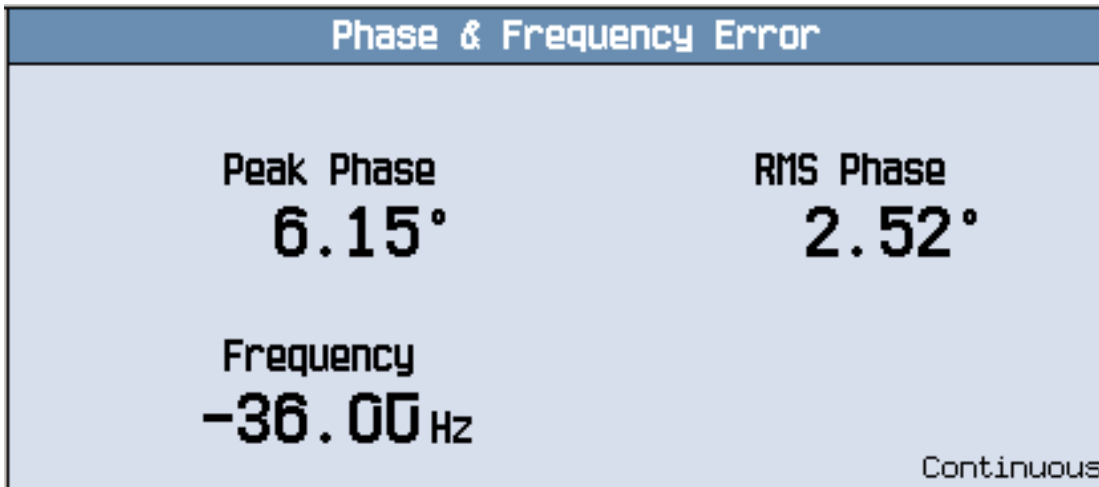 Phase & Frequency Error
Peak Phase RMS Phase
6.15° 2.52°
Frequency
-36.00 Hz
Continuous